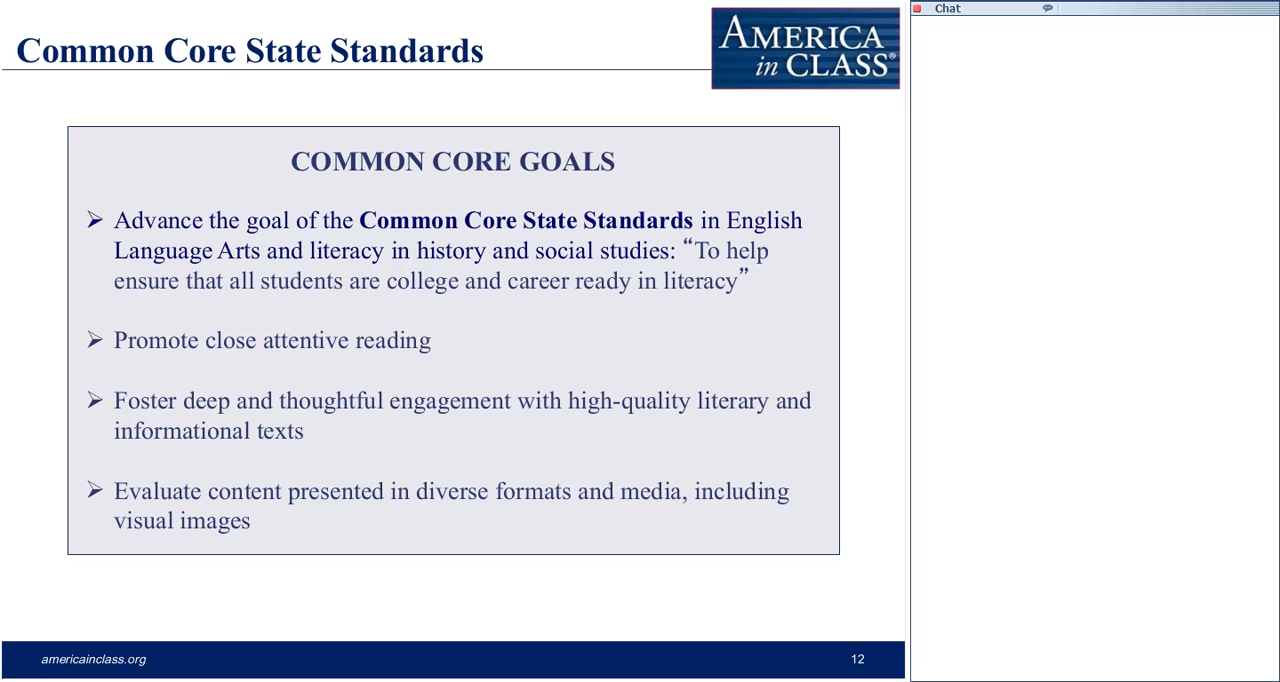 Common Core State Standards
AMERICA
in CLASS®
Chat
COMMON CORE GOALS
➢ Advance the goal of the Common Core State Standards in English
Language Arts and literacy in history and social studies: “To help
ensure that all students are college and career ready in literacy”
➢ Promote close attentive reading
➢ Foster deep and thoughtful engagement with high-quality literary and
informational texts
➢ Evaluate content presented in diverse formats and media, including
visual images
americainclass.org
12